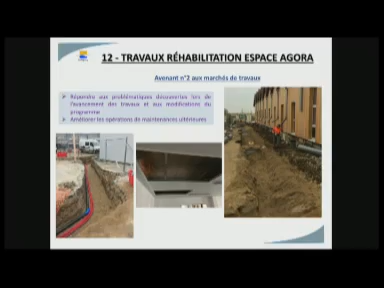 12 - TRAVAUX RÉHABILITATION ESPACE AGORA
Avenant n°2 aux marchés de travaux
Répondre aux problématiques découvertes lors de
l'avancement des travaux et aux modifications du
programme
Améliorer les opérations de maintenances ultérieures